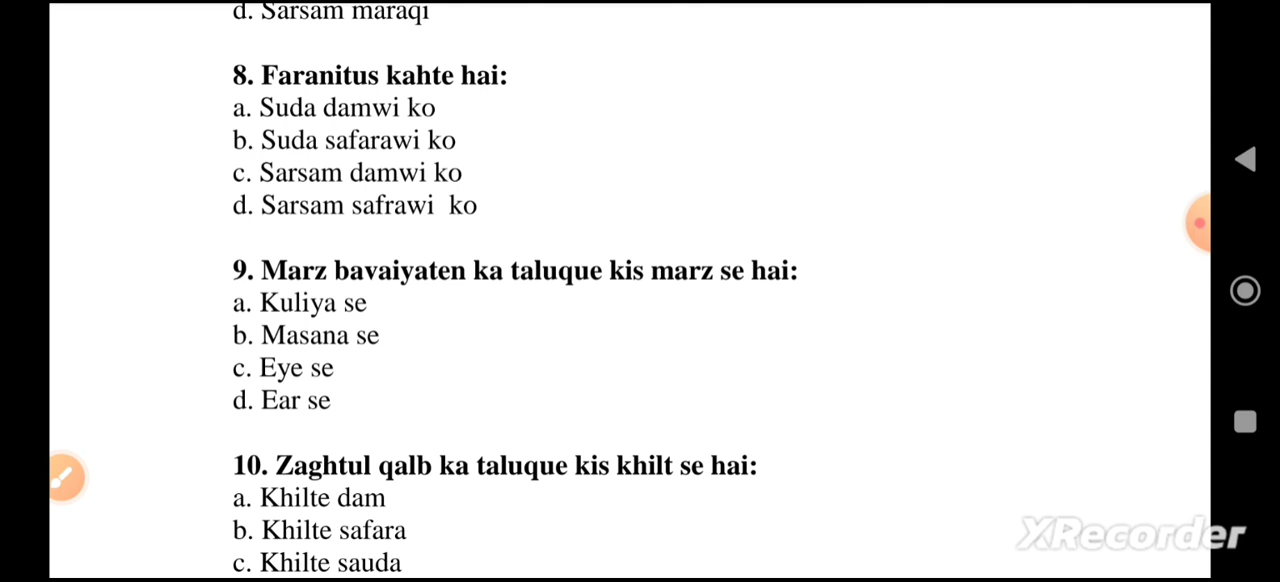 d. Sarsam maraqi
8. Faranitus kahte hai:
a. Suda damwi ko
b. Suda safarawi ko
c. Sarsam damwi ko
d. Sarsam safrawi ko
9. Marz bavaiyaten ka taluque kis marz se hai:
a. Kuliya se
b. Masana se
c. Eye se
d. Ear se
10. Zaghtul qalb ka taluque kis khilt se hai:
a. Khilte dam
b. Khilte safara
c. Khilte sauda
XRecorder